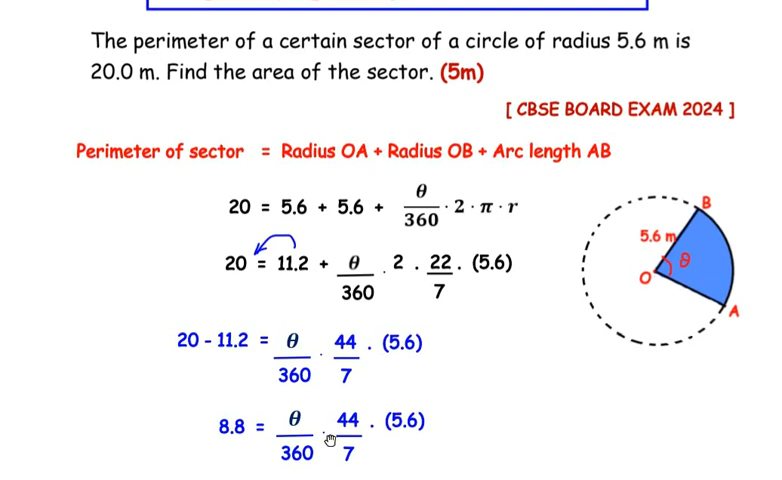 The perimeter of a certain sector of a circle of radius 5.6 m is
20.0 m. Find the area of the sector. (5m)
[ CBSE BOARD EXAM 2024 ]
Perimeter of sector = Radius OA + Radius OB + Arc length AB
20 = 5.6 + 5.6 + θ/360 · 2 · π · r
20 = 11.2 + θ/360 . 2 . 22/7 . (5.6)
20 - 11.2 = θ/360 . 44/7 . (5.6)
8.8 = θ/360 . 44/7 . (5.6)
B
5.6 m
θ
O
A